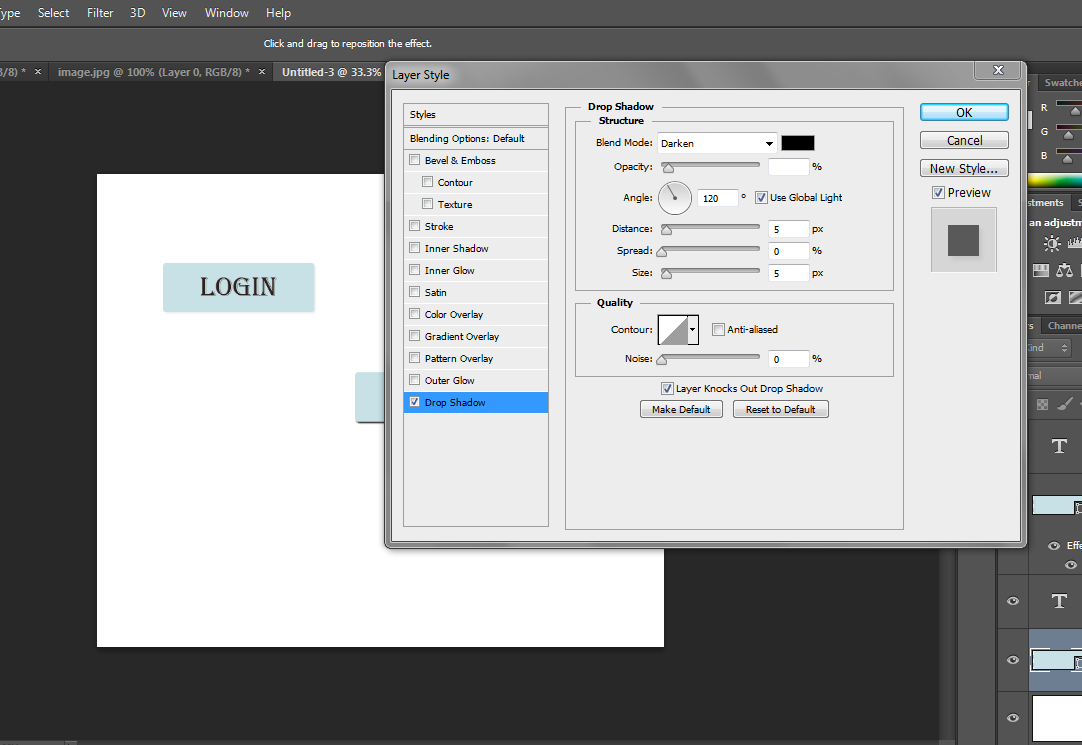 Type Select Filter 3D View Window Help
Click and drag to reposition the effect.
B/8) * × image.jpg @ 100% (Layer 0, RGB/8) * × Untitled-3 @ 33.3%
Layer Style
Styles
Blending Options: Default
Bevel & Emboss
Contour
Texture
Stroke
Inner Shadow
Inner Glow
Satin
Color Overlay
Gradient Overlay
Pattern Overlay
Outer Glow
Drop Shadow
Drop Shadow
Structure
Blend Mode: Darken
Opacity: %
Angle: 120 ° Use Global Light
Distance: 5 px
Spread: 0 %
Size: 5 px
Quality
Contour: Anti-aliased
Noise: 0 %
Layer Knocks Out Drop Shadow
Make Default Reset to Default
OK
Cancel
New Style...
Preview
LOGIN
Swatche
R
G
B
stments S
an adjustm
s Channe
Kind
mal
T
Effe
T